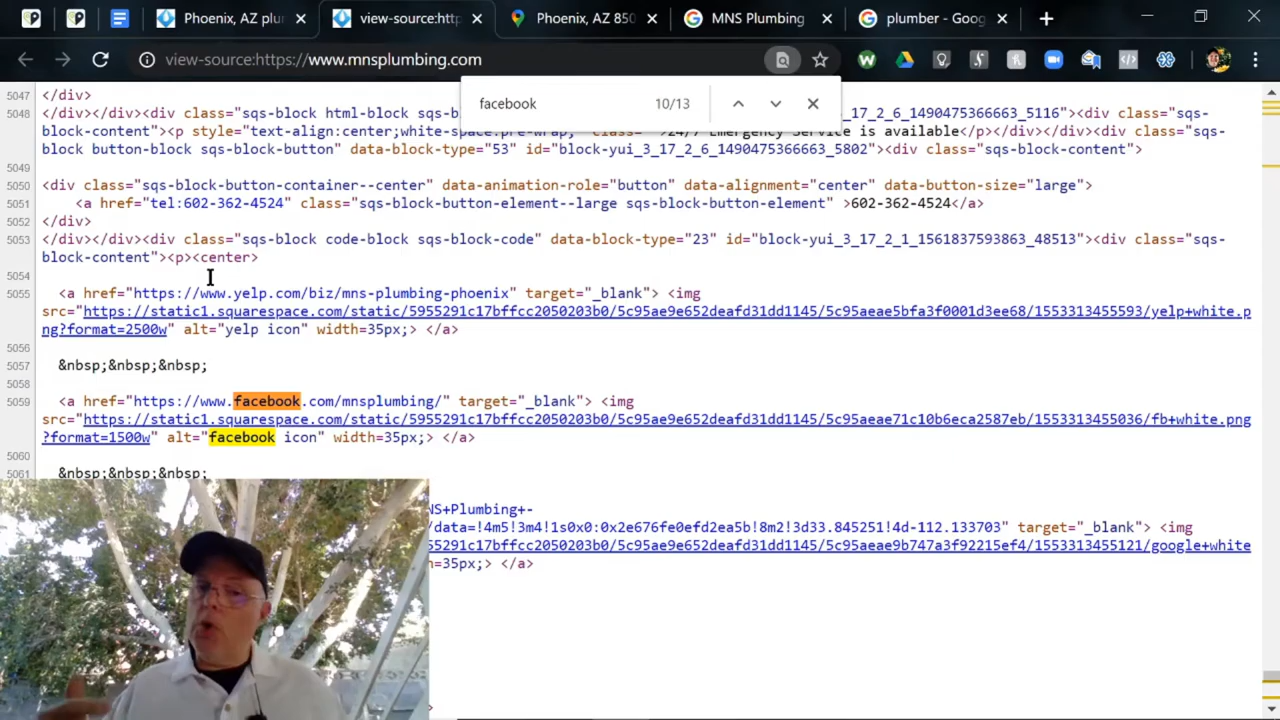 Phoenix, AZ plum
view-source:http
Phoenix, AZ 850
MNS Plumbing
plumber - Goog
view-source:https://www.mnsplumbing.com
facebook 10/13
5047 </div>
5048 </div></div><div class="sqs-block html-block sqs-b _17_2_6_1490475366663_5116"><div class="sqs-
block-content"><p style="text-align:center;white-space:pre-wrap;" class= >24/7 Emergency Service is available</p></div></div><div class="sqs-
block button-block sqs-block-button" data-block-type="53" id="block-yui_3_17_2_6_1490475366663_5802"><div class="sqs-block-content">
5049
5050 <div class="sqs-block-button-container--center" data-animation-role="button" data-alignment="center" data-button-size="large">
5051 <a href="tel:602-362-4524" class="sqs-block-button-element--large sqs-block-button-element" >602-362-4524</a>
5052 </div>
5053 </div></div><div class="sqs-block code-block sqs-block-code" data-block-type="23" id="block-yui_3_17_2_1_1561837593863_48513"><div class="sqs-
block-content"><p><center>
5054
5055 <a href="https://www.yelp.com/biz/mns-plumbing-phoenix" target="_blank"> <img
src="https://static1.squarespace.com/static/5955291c17bffcc2050203b0/5c95ae9e652deafd31dd1145/5c95aeae5bfa3f0001d3ee68/1553313455593/yelp+white.p
ng?format=2500w" alt="yelp icon" width=35px;> </a>
5056
5057 &nbsp;&nbsp;&nbsp;
5058
5059 <a href="https://www.facebook.com/mnsplumbing/" target="_blank"> <img
src="https://static1.squarespace.com/static/5955291c17bffcc2050203b0/5c95ae9e652deafd31dd1145/5c95aeae71c10b6eca2587eb/1553313455036/fb+white.png
?format=1500w" alt="facebook icon" width=35px;> </a>
5060
5061 &nbsp;&nbsp;&nbsp;
NS+Plumbing+-
/data=!4m5!3m4!1s0x0:0x2e676fe0efd2ea5b!8m2!3d33.845251!4d-112.133703" target="_blank"> <img
55291c17bffcc2050203b0/5c95ae9e652deafd31dd1145/5c95aeae9b747a3f92215ef4/1553313455121/google+white
=35px;> </a>
>